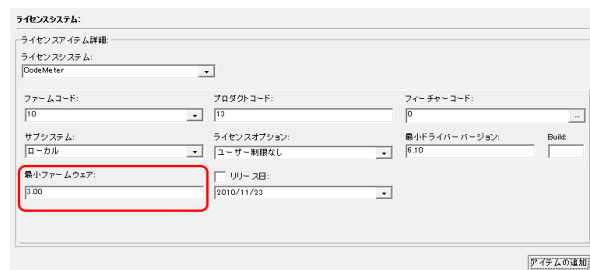 ライセンスシステム:
ライセンスアイテム詳細:
ライセンスシステム:
CodeMeter
ファームコード: プロダクトコード: フィーチャーコード:
10 13 0 ...
サブシステム: ライセンスオプション: 最小ドライバー バージョン: Build:
ローカル ユーザー制限なし 6.10
最小ファームウェア: リリース日:
3.00 2010/11/23
アイテムの追加